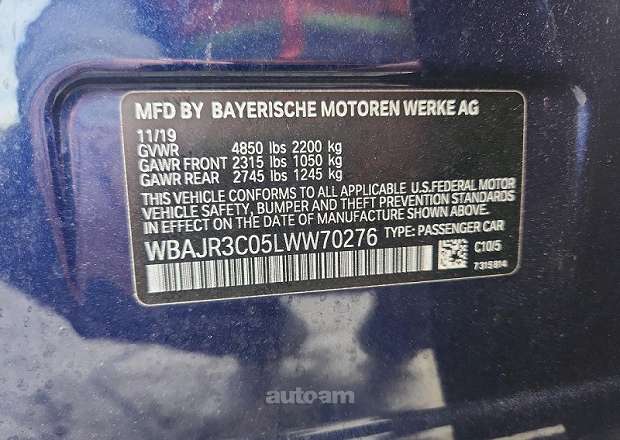 MFD BY BAYERISCHE MOTOREN WERKE AG
11/19
GVWR 4850 lbs 2200 kg
GAWR FRONT 2315 lbs 1050 kg
GAWR REAR 2745 lbs 1245 kg
THIS VEHICLE CONFORMS TO ALL APPLICABLE U.S.FEDERAL MOTOR
VEHICLE SAFETY, BUMPER AND THEFT PREVENTION STANDARDS
IN EFFECT ON THE DATE OF MANUFACTURE SHOWN ABOVE.
WBAJR3C05LWW70276 TYPE: PASSENGER CAR
C10/5
7315814
autoam